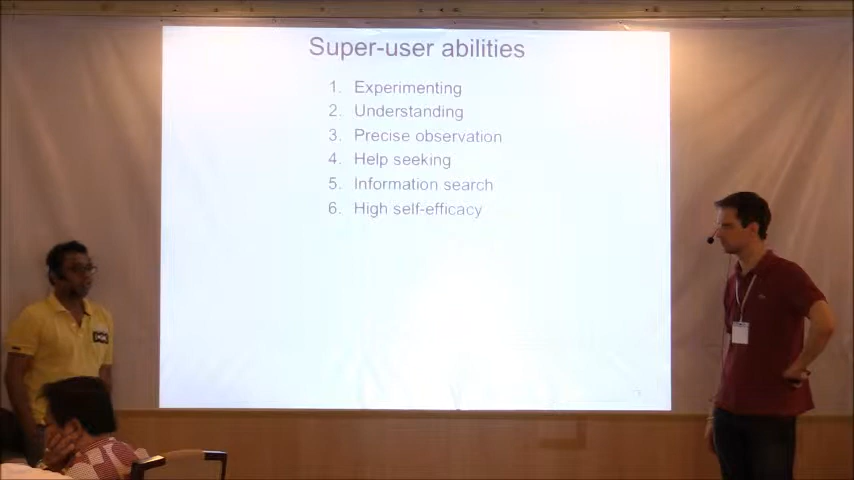 Super-user abilities
1. Experimenting
2. Understanding
3. Precise observation
4. Help seeking
5. Information search
6. High self-efficacy